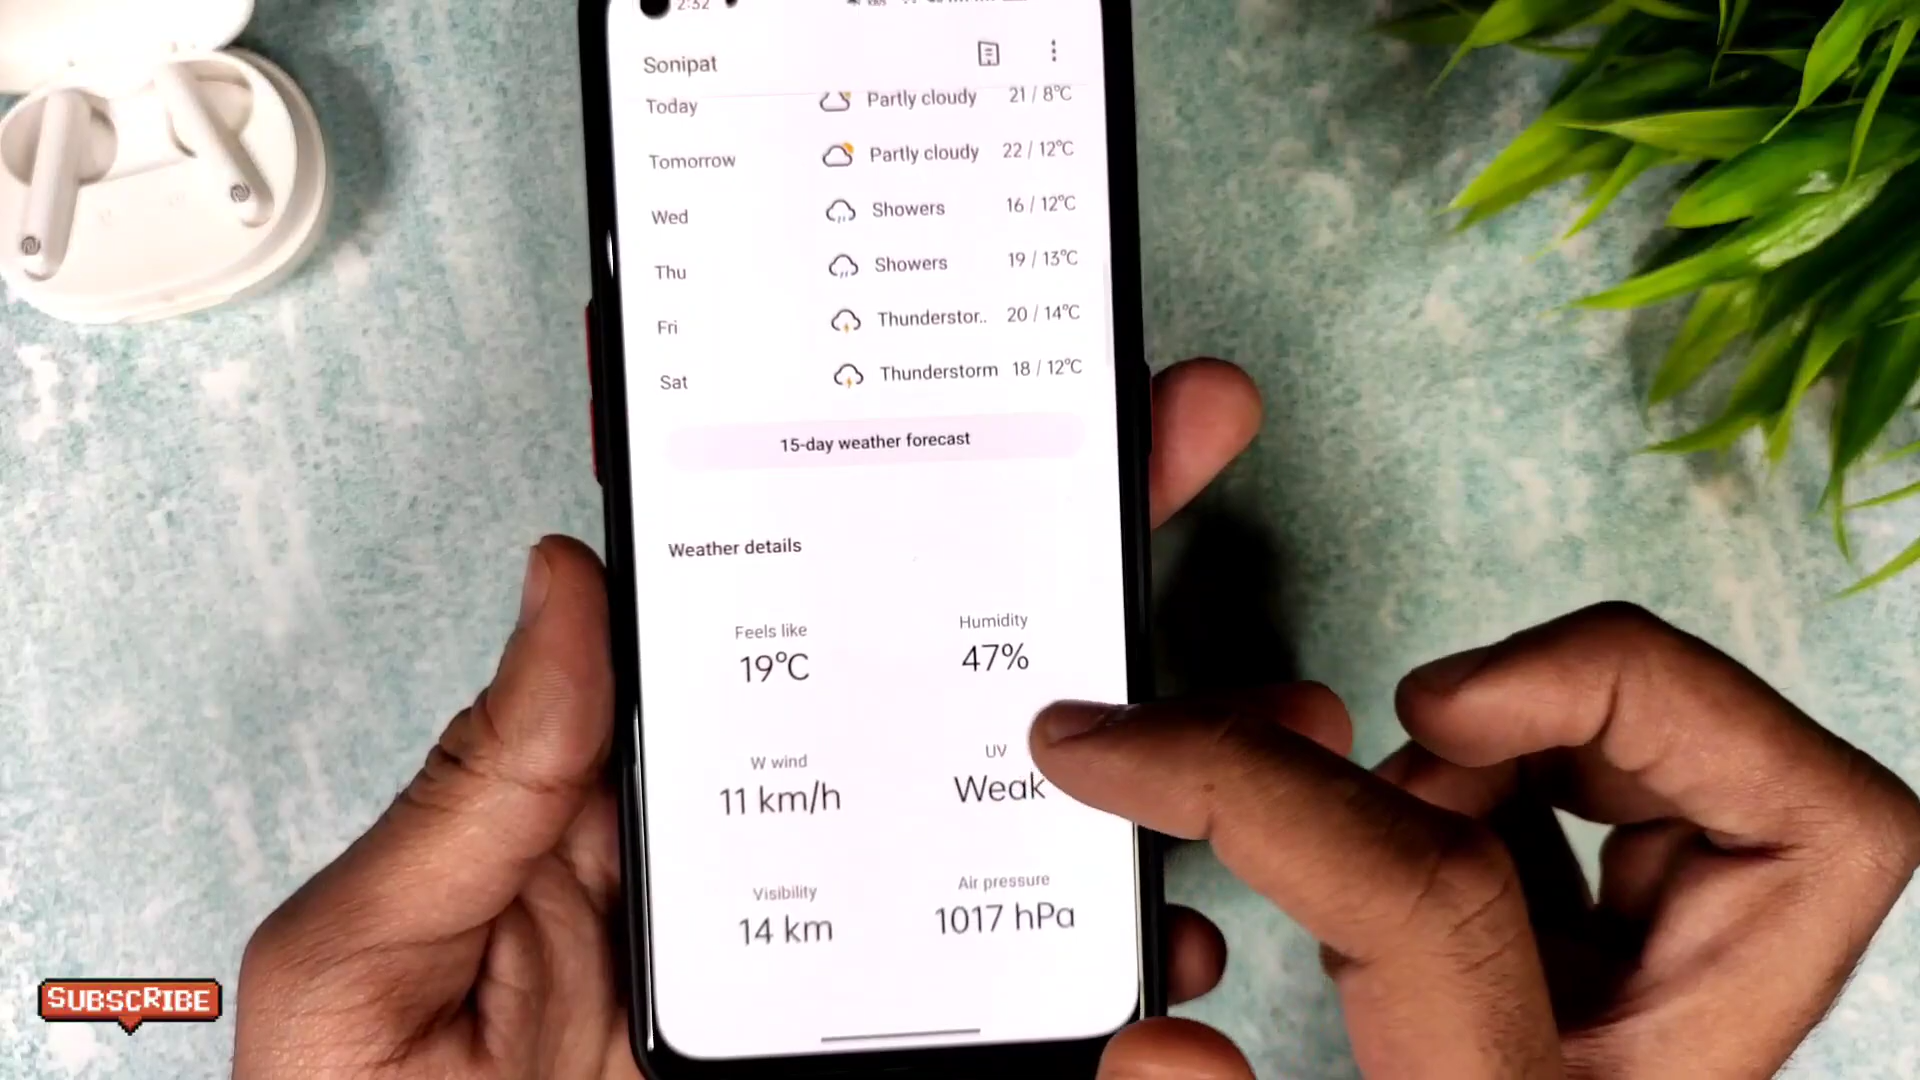 2:52
Sonipat
Today Partly cloudy 21 / 8°C
Tomorrow Partly cloudy 22 / 12°C
Wed Showers 16 / 12°C
Thu Showers 19 / 13°C
Fri Thunderstor.. 20 / 14°C
Sat Thunderstorm 18 / 12°C
15-day weather forecast
Weather details
Feels like Humidity
19°C 47%
W wind UV
11 km/h Weak
Visibility Air pressure
14 km 1017 hPa
SUBSCRIBE